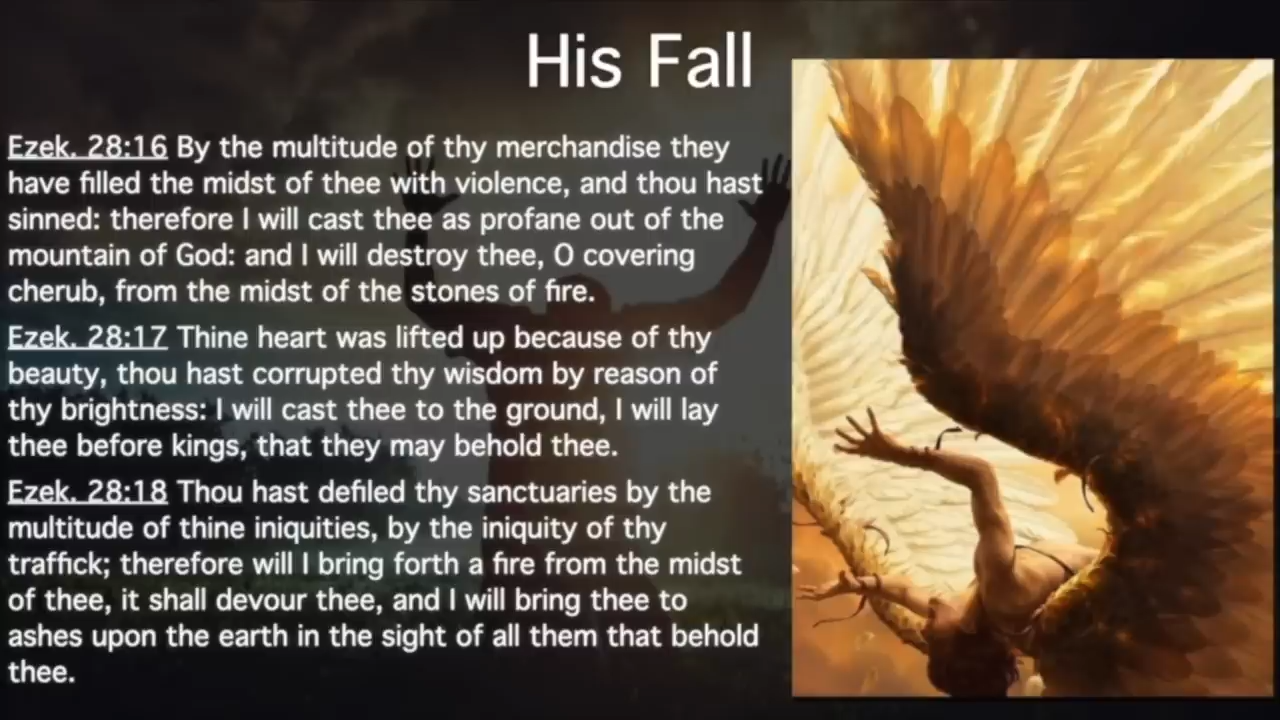 His Fall
Ezek. 28:16 By the multitude of thy merchandise they
have filled the midst of thee with violence, and thou hast
sinned: therefore I will cast thee as profane out of the
mountain of God: and I will destroy thee, O covering
cherub, from the midst of the stones of fire.
Ezek. 28:17 Thine heart was lifted up because of thy
beauty, thou hast corrupted thy wisdom by reason of
thy brightness: I will cast thee to the ground, I will lay
thee before kings, that they may behold thee.
Ezek. 28:18 Thou hast defiled thy sanctuaries by the
multitude of thine iniquities, by the iniquity of thy
traffick; therefore will I bring forth a fire from the midst
of thee, it shall devour thee, and I will bring thee to
ashes upon the earth in the sight of all them that behold
thee.